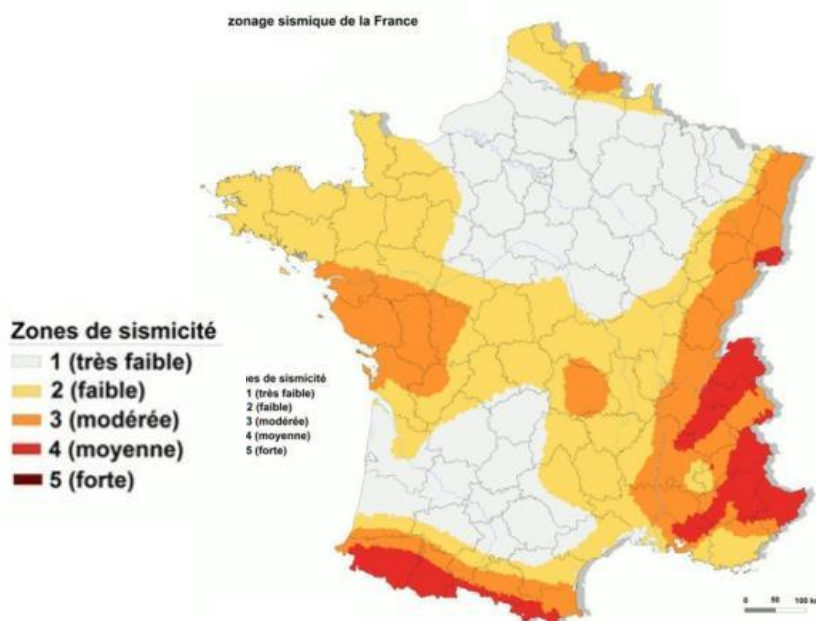 zonage sismique de la France
Zones de sismicité
1 (très faible)
2 (faible)
3 (modérée)
4 (moyenne)
5 (forte)
nes de sismicité
1 (très faible)
2 (faible)
3 (modérée)
4 (moyenne)
5 (forte)
0 50 100 k